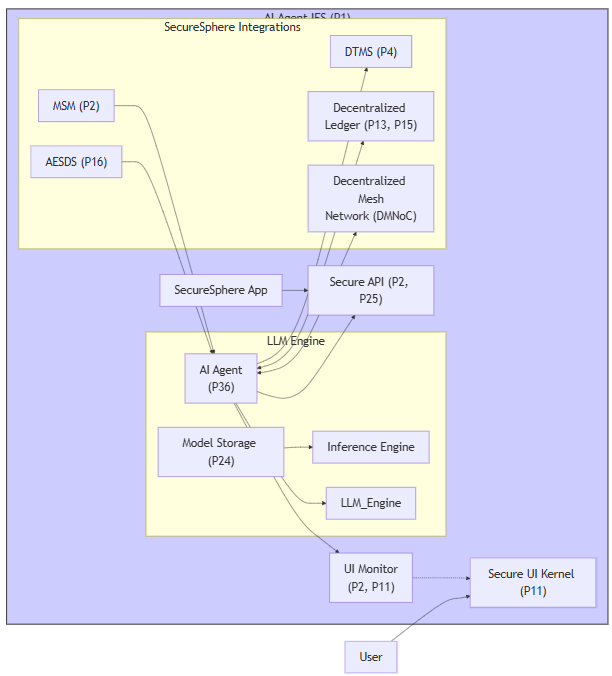 AI Agent IES (P1)
SecureSphere Integrations
DTMS (P4)
MSM (P2)
Decentralized
Ledger (P13, P15)
AESDS (P16)
Decentralized
Mesh
Network (DMNoC)
SecureSphere App
Secure API (P2,
P25)
LLM Engine
AI Agent
(P36)
Model Storage
(P24)
Inference Engine
LLM_Engine
UI Monitor
(P2, P11)
Secure UI Kernel
(P11)
User